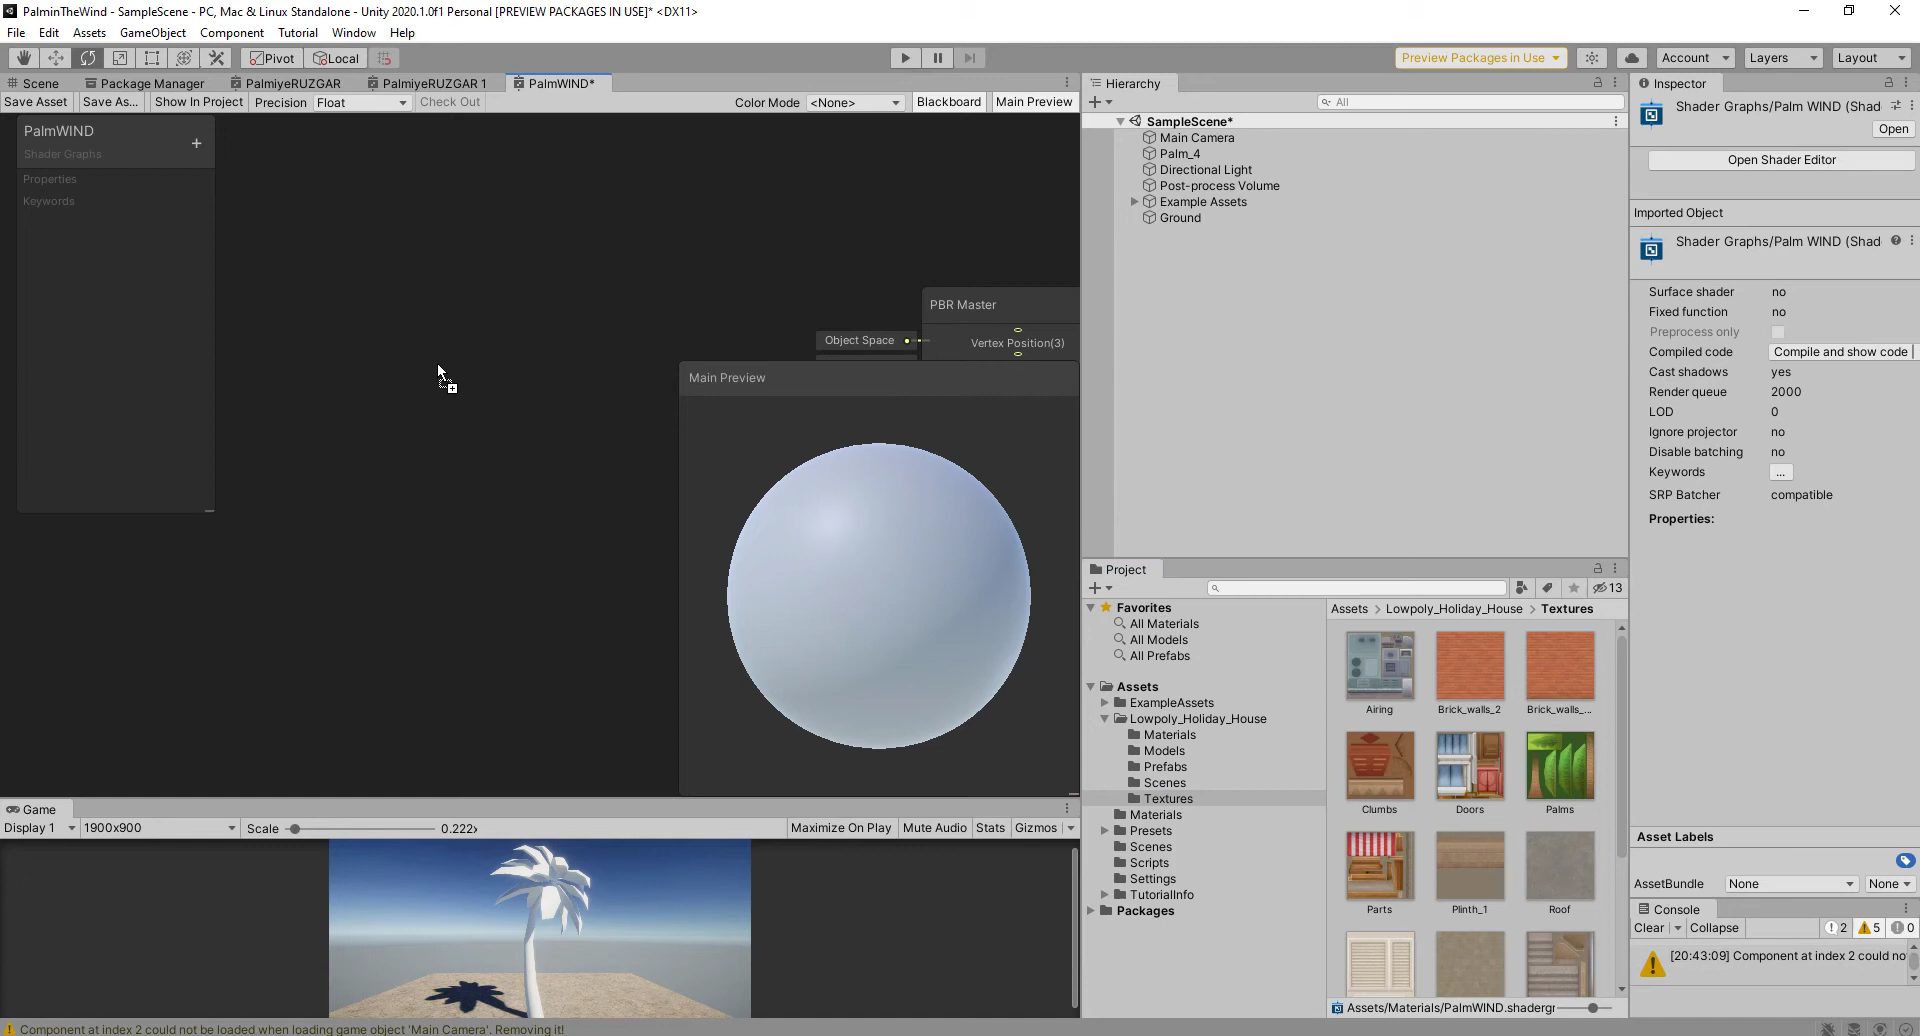 PalminTheWind - SampleScene - PC, Mac & Linux Standalone - Unity 2020.1.0f1 Personal [PREVIEW PACKAGES IN USE]* <DX11>
File Edit Assets GameObject Component Tutorial Window Help
Pivot Local Preview Packages in Use Account Layers Layout
Scene Package Manager PalmiyeRUZGAR PalmiyeRUZGAR 1 PalmWIND*
Save Asset Save As... Show In Project Precision Float Check Out Color Mode <None> Blackboard Main Preview
PalmWIND
Shader Graphs
Properties
Keywords
PBR Master
Object Space
Vertex Position(3)
Main Preview
Game
Display 1 1900x900 Scale 0.222x Maximize On Play Mute Audio Stats Gizmos
Component at index 2 could not be loaded when loading game object 'Main Camera'. Removing it!
Hierarchy
All
SampleScene*
Main Camera
Palm_4
Directional Light
Post-process Volume
Example Assets
Ground
Project
13
Favorites
All Materials
All Models
All Prefabs
Assets
ExampleAssets
Lowpoly_Holiday_House
Materials
Models
Prefabs
Scenes
Textures
Materials
Presets
Scenes
Scripts
Settings
TutorialInfo
Packages
Assets > Lowpoly_Holiday_House > Textures
Airing Brick_walls_2 Brick_walls_...
Clumbs Doors Palms
Parts Plinth_1 Roof
Assets/Materials/PalmWIND.shadergr
Inspector
Shader Graphs/Palm WIND (Shad
Open
Open Shader Editor
Imported Object
Shader Graphs/Palm WIND (Shad
Surface shader no
Fixed function no
Preprocess only
Compiled code Compile and show code
Cast shadows yes
Render queue 2000
LOD 0
Ignore projector no
Disable batching no
Keywords ...
SRP Batcher compatible
Properties:
Asset Labels
AssetBundle None None
Console
Clear Collapse 2 5 0
[20:43:09] Component at index 2 could no